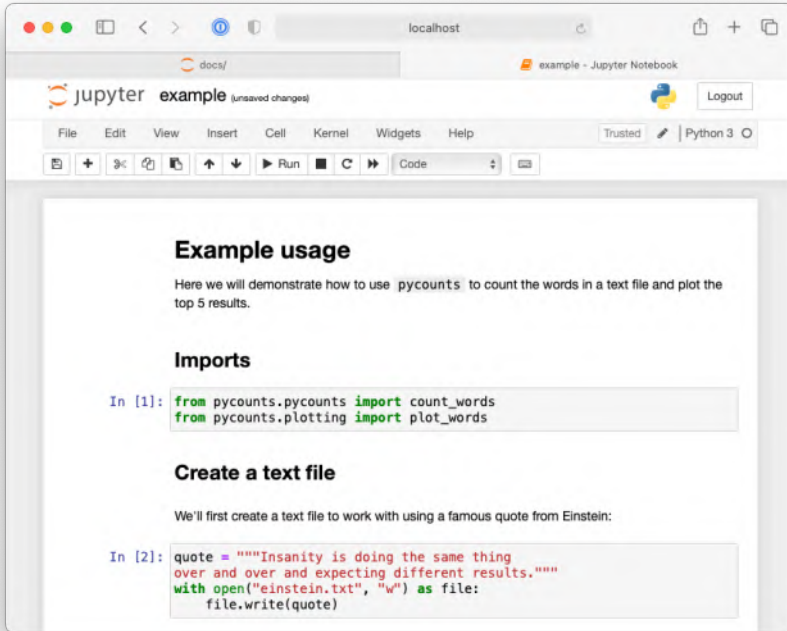 localhost
docs/
example - Jupyter Notebook
jupyter example (unsaved changes)
Logout
File Edit View Insert Cell Kernel Widgets Help
Trusted Python 3
Run Code
Example usage
Here we will demonstrate how to use pycounts to count the words in a text file and plot the
top 5 results.
Imports
In [1]: from pycounts.pycounts import count_words
from pycounts.plotting import plot_words
Create a text file
We'll first create a text file to work with using a famous quote from Einstein:
In [2]: quote = """Insanity is doing the same thing
over and over and expecting different results."""
with open("einstein.txt", "w") as file:
    file.write(quote)